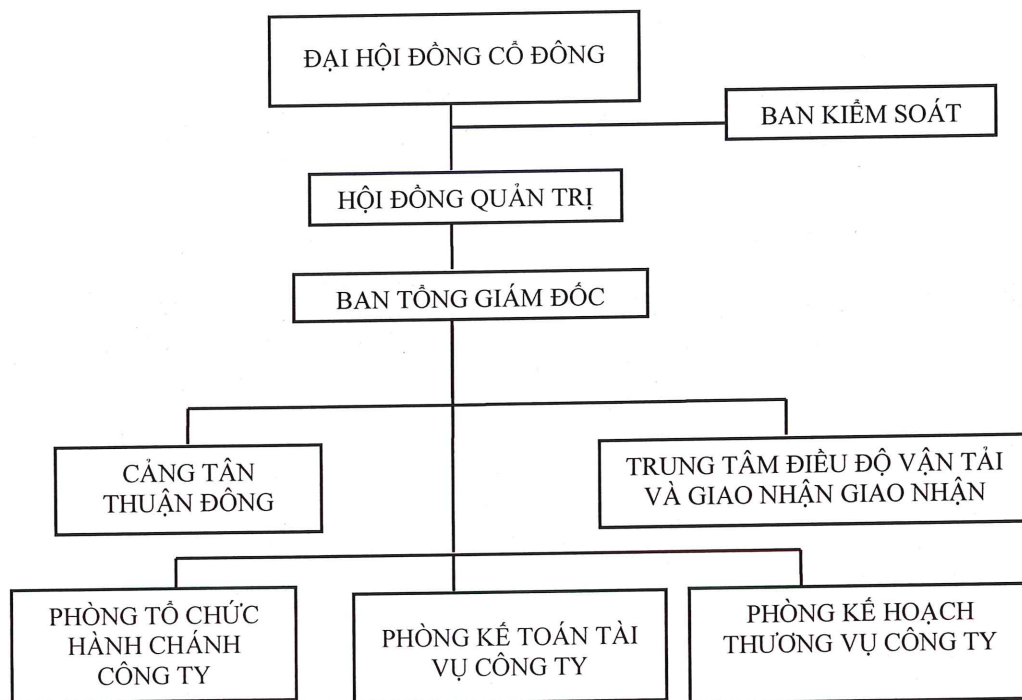 ĐẠI HỘI ĐỒNG CỔ ĐÔNG
BAN KIỂM SOÁT
HỘI ĐỒNG QUẢN TRỊ
BAN TỔNG GIÁM ĐỐC
CẢNG TÂN
THUẬN ĐÔNG
TRUNG TÂM ĐIỀU ĐỘ VẬN TẢI
VÀ GIAO NHẬN GIAO NHẬN
PHÒNG TỔ CHỨC
HÀNH CHÁNH
CÔNG TY
PHÒNG KẾ TOÁN TÀI
VỤ CÔNG TY
PHÒNG KẾ HOẠCH
THƯƠNG VỤ CÔNG TY